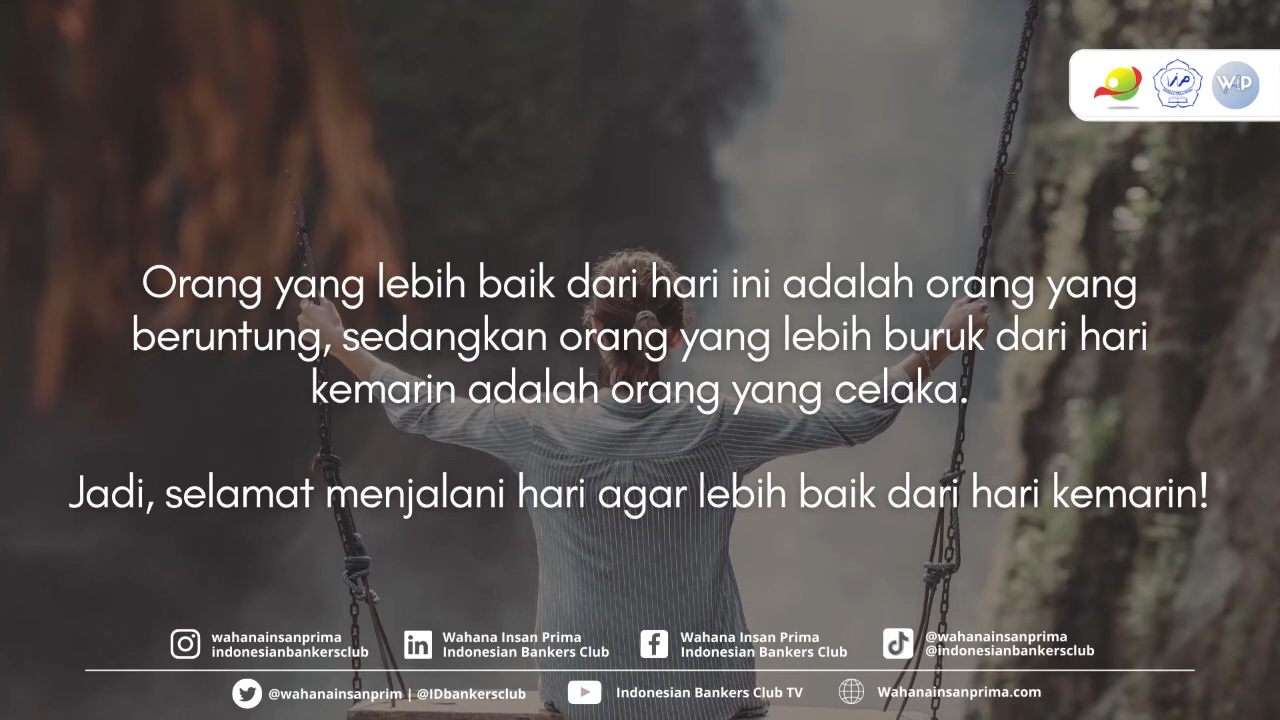 WiP
Orang yang lebih baik dari hari ini adalah orang yang
beruntung, sedangkan orang yang lebih buruk dari hari
kemarin adalah orang yang celaka.
Jadi, selamat menjalani hari agar lebih baik dari hari kemarin!
wahanainsanprima
indonesianbankersclub
Wahana Insan Prima
Indonesian Bankers Club
Wahana Insan Prima
Indonesian Bankers Club
@wahanainsanprima
@indonesianbankersclub
@wahanainsanprim | @IDbankersclub
Indonesian Bankers Club TV
Wahanainsanprima.com